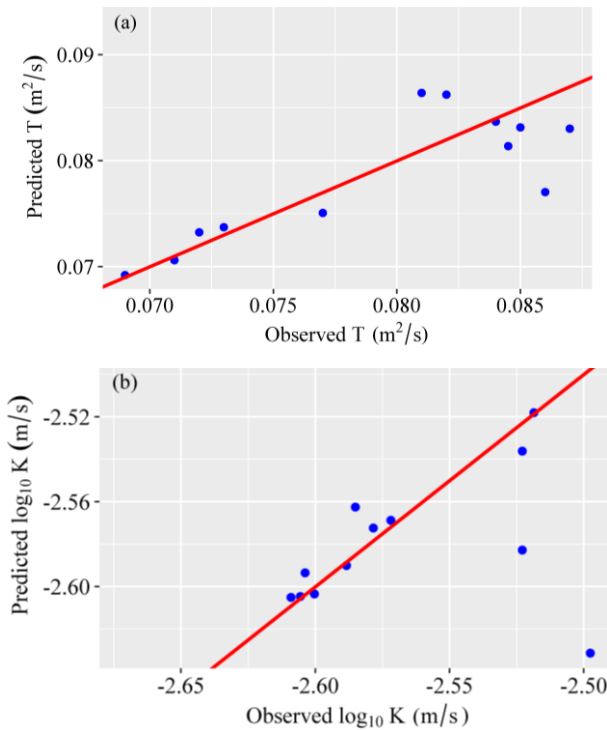 (a)
0.09
0.08
0.07
Predicted T (m²/s)
0.070 0.075 0.080 0.085
Observed T (m²/s)
(b)
-2.52
-2.56
-2.60
Predicted log₁₀ K (m/s)
-2.65 -2.60 -2.55 -2.50
Observed log₁₀ K (m/s)